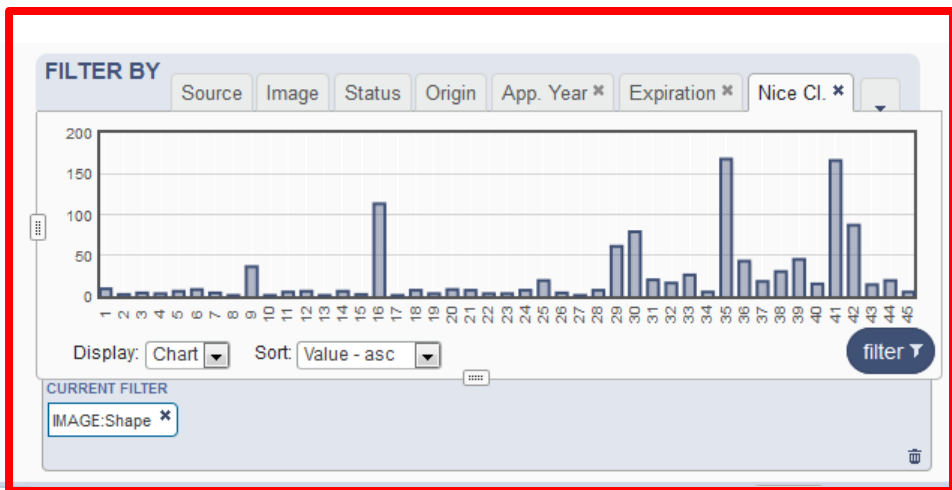 FILTER BY
Source Image Status Origin App. Year × Expiration × Nice Cl. ×
200
150
100
50
0
1 2 3 4 5 6 7 8 9 10 11 12 13 14 15 16 17 18 19 20 21 22 23 24 25 26 27 28 29 30 31 32 33 34 35 36 37 38 39 40 41 42 43 44 45
Display: Chart Sort: Value - asc filter
CURRENT FILTER
IMAGE:Shape ×